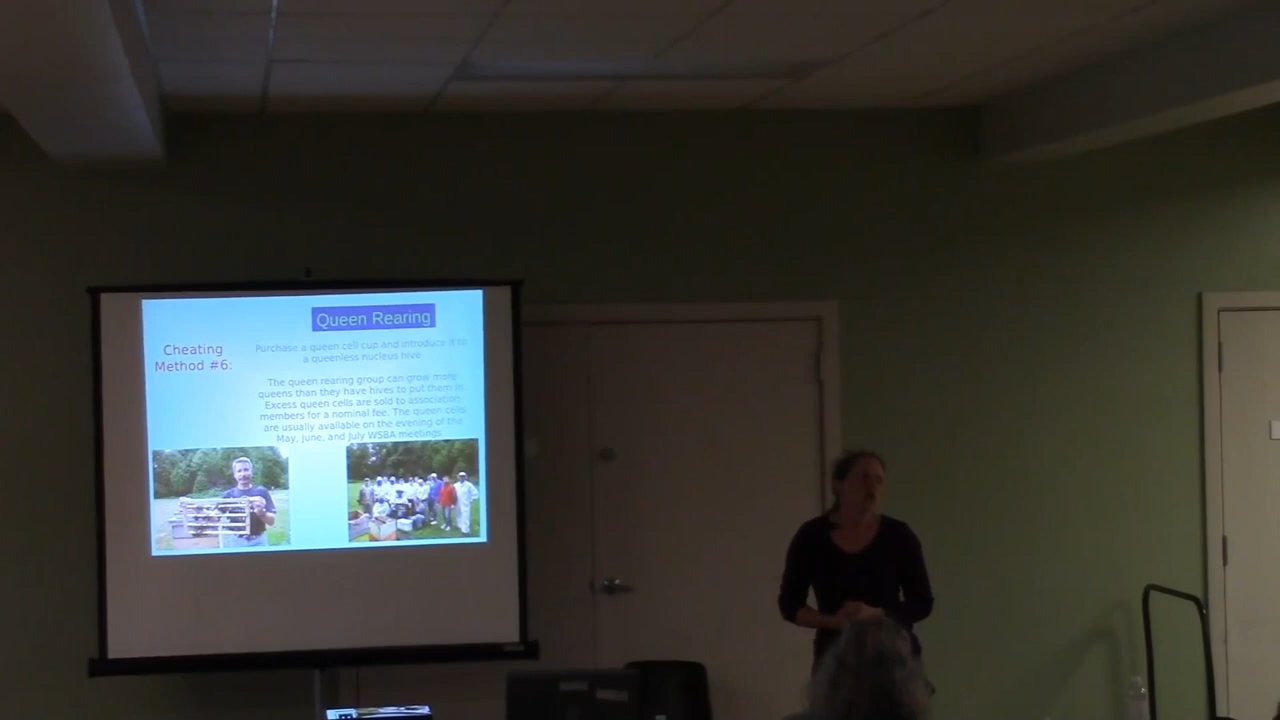 Queen Rearing
Cheating
Method #6:
Purchase a queen cell cup and introduce it to
a queenless nucleus hive
The queen rearing group can grow more
queens than they have hives to put them in.
Excess queen cells are sold to association
members for a nominal fee. The queen cells
are usually available on the evening of the
May, June, and July WSBA meetings